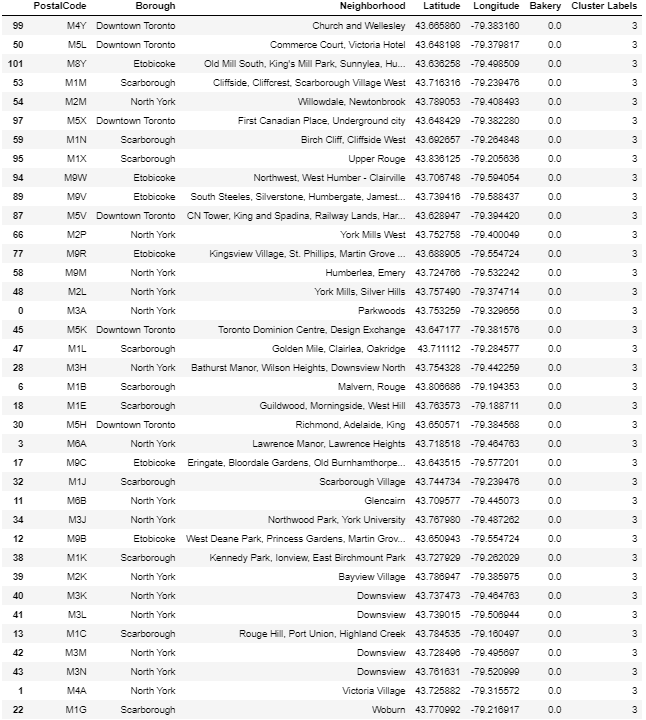 PostalCode Borough Neighborhood Latitude Longitude Bakery Cluster Labels
99 M4Y Downtown Toronto Church and Wellesley 43.665860 -79.383160 0.0 3
50 M5L Downtown Toronto Commerce Court, Victoria Hotel 43.648198 -79.379817 0.0 3
101 M8Y Etobicoke Old Mill South, King's Mill Park, Sunnylea, Hu... 43.636258 -79.498509 0.0 3
53 M1M Scarborough Cliffside, Cliffcrest, Scarborough Village West 43.716316 -79.239476 0.0 3
54 M2M North York Willowdale, Newtonbrook 43.789053 -79.408493 0.0 3
97 M5X Downtown Toronto First Canadian Place, Underground city 43.648429 -79.382280 0.0 3
59 M1N Scarborough Birch Cliff, Cliffside West 43.692657 -79.264848 0.0 3
95 M1X Scarborough Upper Rouge 43.836125 -79.205636 0.0 3
94 M9W Etobicoke Northwest, West Humber - Clairville 43.706748 -79.594054 0.0 3
89 M9V Etobicoke South Steeles, Silverstone, Humbergate, Jamest... 43.739416 -79.588437 0.0 3
87 M5V Downtown Toronto CN Tower, King and Spadina, Railway Lands, Har... 43.628947 -79.394420 0.0 3
66 M2P North York York Mills West 43.752758 -79.400049 0.0 3
77 M9R Etobicoke Kingsview Village, St. Phillips, Martin Grove ... 43.688905 -79.554724 0.0 3
58 M9M North York Humberlea, Emery 43.724766 -79.532242 0.0 3
48 M2L North York York Mills, Silver Hills 43.757490 -79.374714 0.0 3
0 M3A North York Parkwoods 43.753259 -79.329656 0.0 3
45 M5K Downtown Toronto Toronto Dominion Centre, Design Exchange 43.647177 -79.381576 0.0 3
47 M1L Scarborough Golden Mile, Clairlea, Oakridge 43.711112 -79.284577 0.0 3
28 M3H North York Bathurst Manor, Wilson Heights, Downsview North 43.754328 -79.442259 0.0 3
6 M1B Scarborough Malvern, Rouge 43.806686 -79.194353 0.0 3
18 M1E Scarborough Guildwood, Morningside, West Hill 43.763573 -79.188711 0.0 3
30 M5H Downtown Toronto Richmond, Adelaide, King 43.650571 -79.384568 0.0 3
3 M6A North York Lawrence Manor, Lawrence Heights 43.718518 -79.464763 0.0 3
17 M9C Etobicoke Eringate, Bloordale Gardens, Old Burnhamthorpe... 43.643515 -79.577201 0.0 3
32 M1J Scarborough Scarborough Village 43.744734 -79.239476 0.0 3
11 M6B North York Glencairn 43.709577 -79.445073 0.0 3
34 M3J North York Northwood Park, York University 43.767980 -79.487262 0.0 3
12 M9B Etobicoke West Deane Park, Princess Gardens, Martin Grov... 43.650943 -79.554724 0.0 3
38 M1K Scarborough Kennedy Park, Ionview, East Birchmount Park 43.727929 -79.262029 0.0 3
39 M2K North York Bayview Village 43.786947 -79.385975 0.0 3
40 M3K North York Downsview 43.737473 -79.464763 0.0 3
41 M3L North York Downsview 43.739015 -79.506944 0.0 3
13 M1C Scarborough Rouge Hill, Port Union, Highland Creek 43.784535 -79.160497 0.0 3
42 M3M North York Downsview 43.728496 -79.495697 0.0 3
43 M3N North York Downsview 43.761631 -79.520999 0.0 3
1 M4A North York Victoria Village 43.725882 -79.315572 0.0 3
22 M1G Scarborough Woburn 43.770992 -79.216917 0.0 3